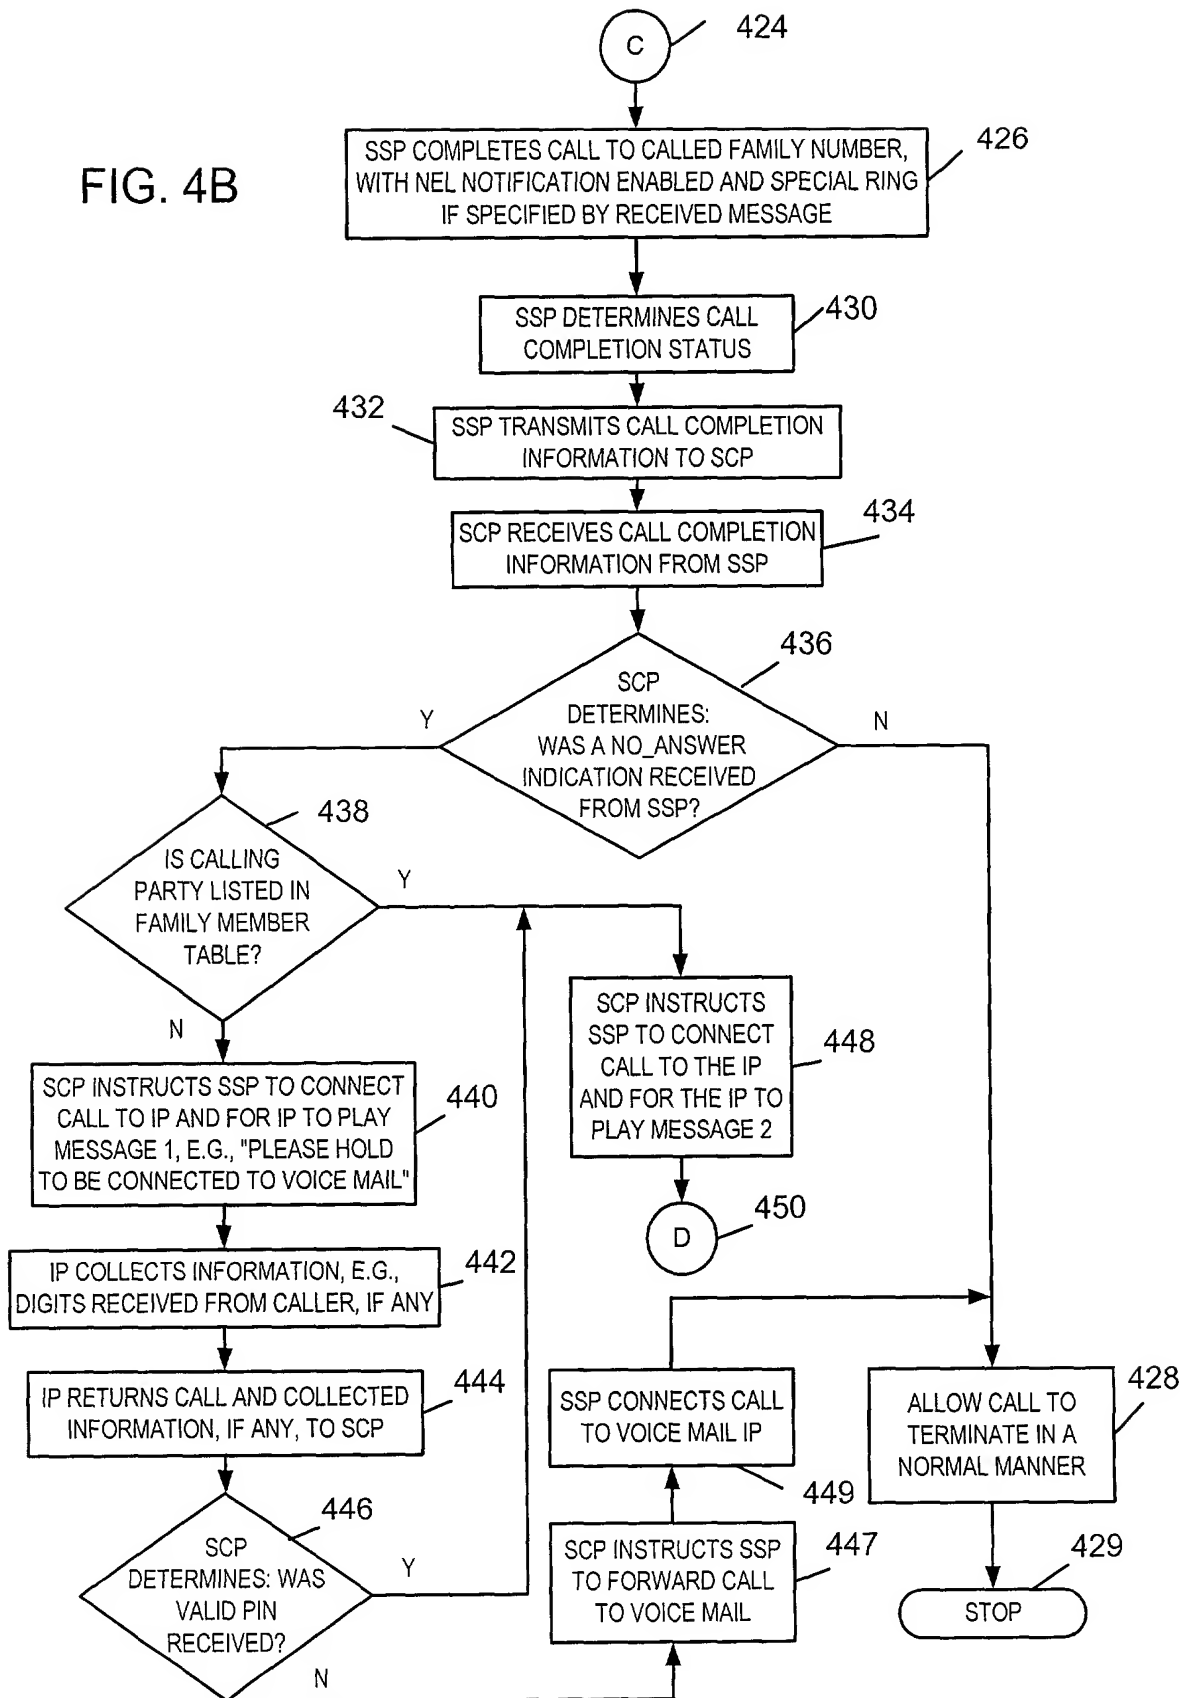 C
424
FIG. 4B
SSP COMPLETES CALL TO CALLED FAMILY NUMBER,
WITH NEL NOTIFICATION ENABLED AND SPECIAL RING
IF SPECIFIED BY RECEIVED MESSAGE
426
SSP DETERMINES CALL
COMPLETION STATUS
430
432
SSP TRANSMITS CALL COMPLETION
INFORMATION TO SCP
SCP RECEIVES CALL COMPLETION
INFORMATION FROM SSP
434
SCP
DETERMINES:
WAS A NO_ANSWER
INDICATION RECEIVED
FROM SSP?
436
Y
N
438
IS CALLING
PARTY LISTED IN
FAMILY MEMBER
TABLE?
Y
N
SCP INSTRUCTS
SSP TO CONNECT
CALL TO THE IP
AND FOR THE IP TO
PLAY MESSAGE 2
448
SCP INSTRUCTS SSP TO CONNECT
CALL TO IP AND FOR IP TO PLAY
MESSAGE 1, E.G., "PLEASE HOLD
TO BE CONNECTED TO VOICE MAIL"
440
D
450
IP COLLECTS INFORMATION, E.G.,
DIGITS RECEIVED FROM CALLER, IF ANY
442
IP RETURNS CALL AND COLLECTED
INFORMATION, IF ANY, TO SCP
444
SSP CONNECTS CALL
TO VOICE MAIL IP
449
ALLOW CALL TO
TERMINATE IN A
NORMAL MANNER
428
446
SCP
DETERMINES: WAS
VALID PIN
RECEIVED?
Y
N
SCP INSTRUCTS SSP
TO FORWARD CALL
TO VOICE MAIL
447
429
STOP